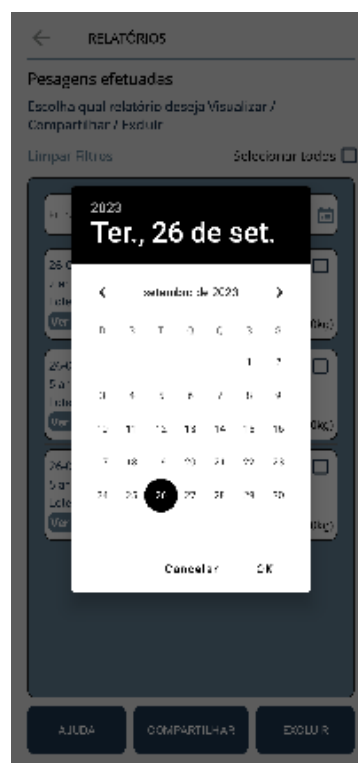 RELATÓRIOS
Pesagens efetuadas
Escolha qual relatório deseja Visualizar /
Compartilhar / Excluir
Limpar Filtros Selecionar todos
2023
Ter., 26 de set.
setembro de 2023
D S T Q Q S S
1 2
3 4 5 6 7 8 9
10 11 12 13 14 15 16
17 18 19 20 21 22 23
24 25 26 27 28 29 30
Ver
Ver
Ver
Cancelar OK
AJUDA COMPARTILHAR EXCLUIR